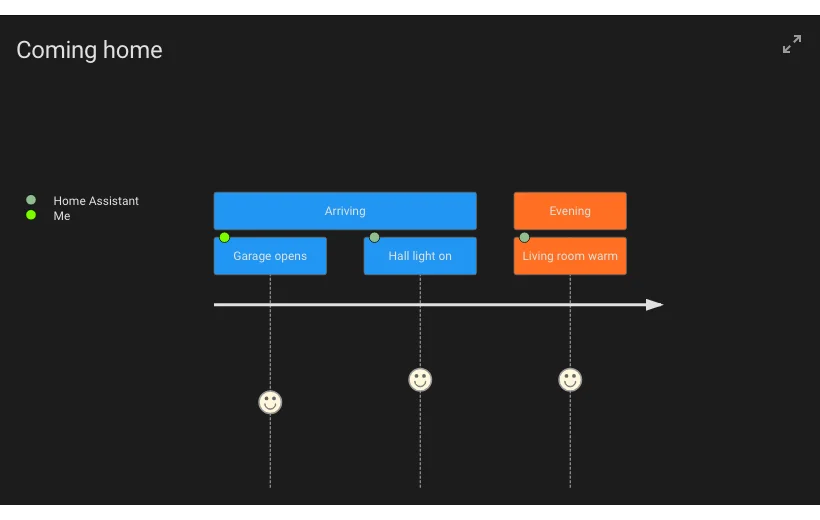 Coming home
Home Assistant
Me
Arriving
Evening
Garage opens
Hall light on
Living room warm